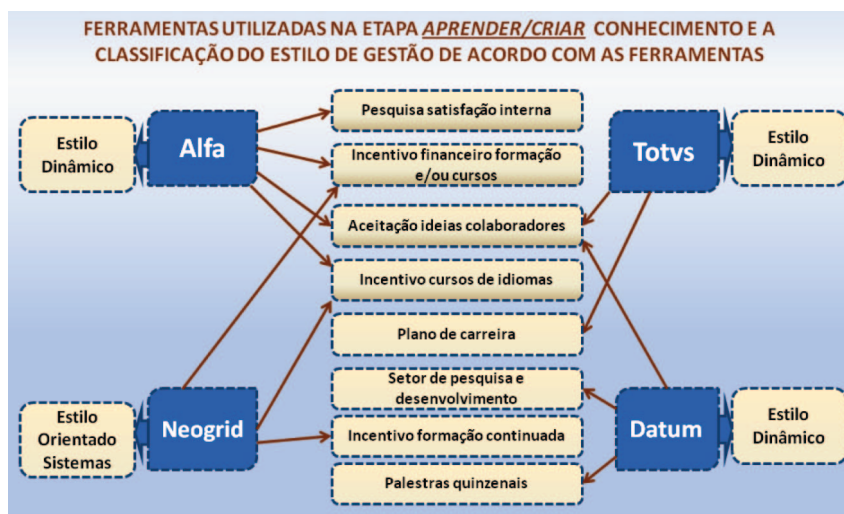 FERRAMENTAS UTILIZADAS NA ETAPA APRENDER/CRIAR CONHECIMENTO E A
CLASSIFICAÇÃO DO ESTILO DE GESTÃO DE ACORDO COM AS FERRAMENTAS
Estilo
Dinâmico
Alfa
Pesquisa satisfação interna
Incentivo financeiro formação
e/ou cursos
Aceitação ideias colaboradores
Incentivo cursos de idiomas
Plano de carreira
Setor de pesquisa e
desenvolvimento
Incentivo formação continuada
Palestras quinzenais
Totvs
Estilo
Dinâmico
Estilo
Orientado
Sistemas
Neogrid
Datum
Estilo
Dinâmico